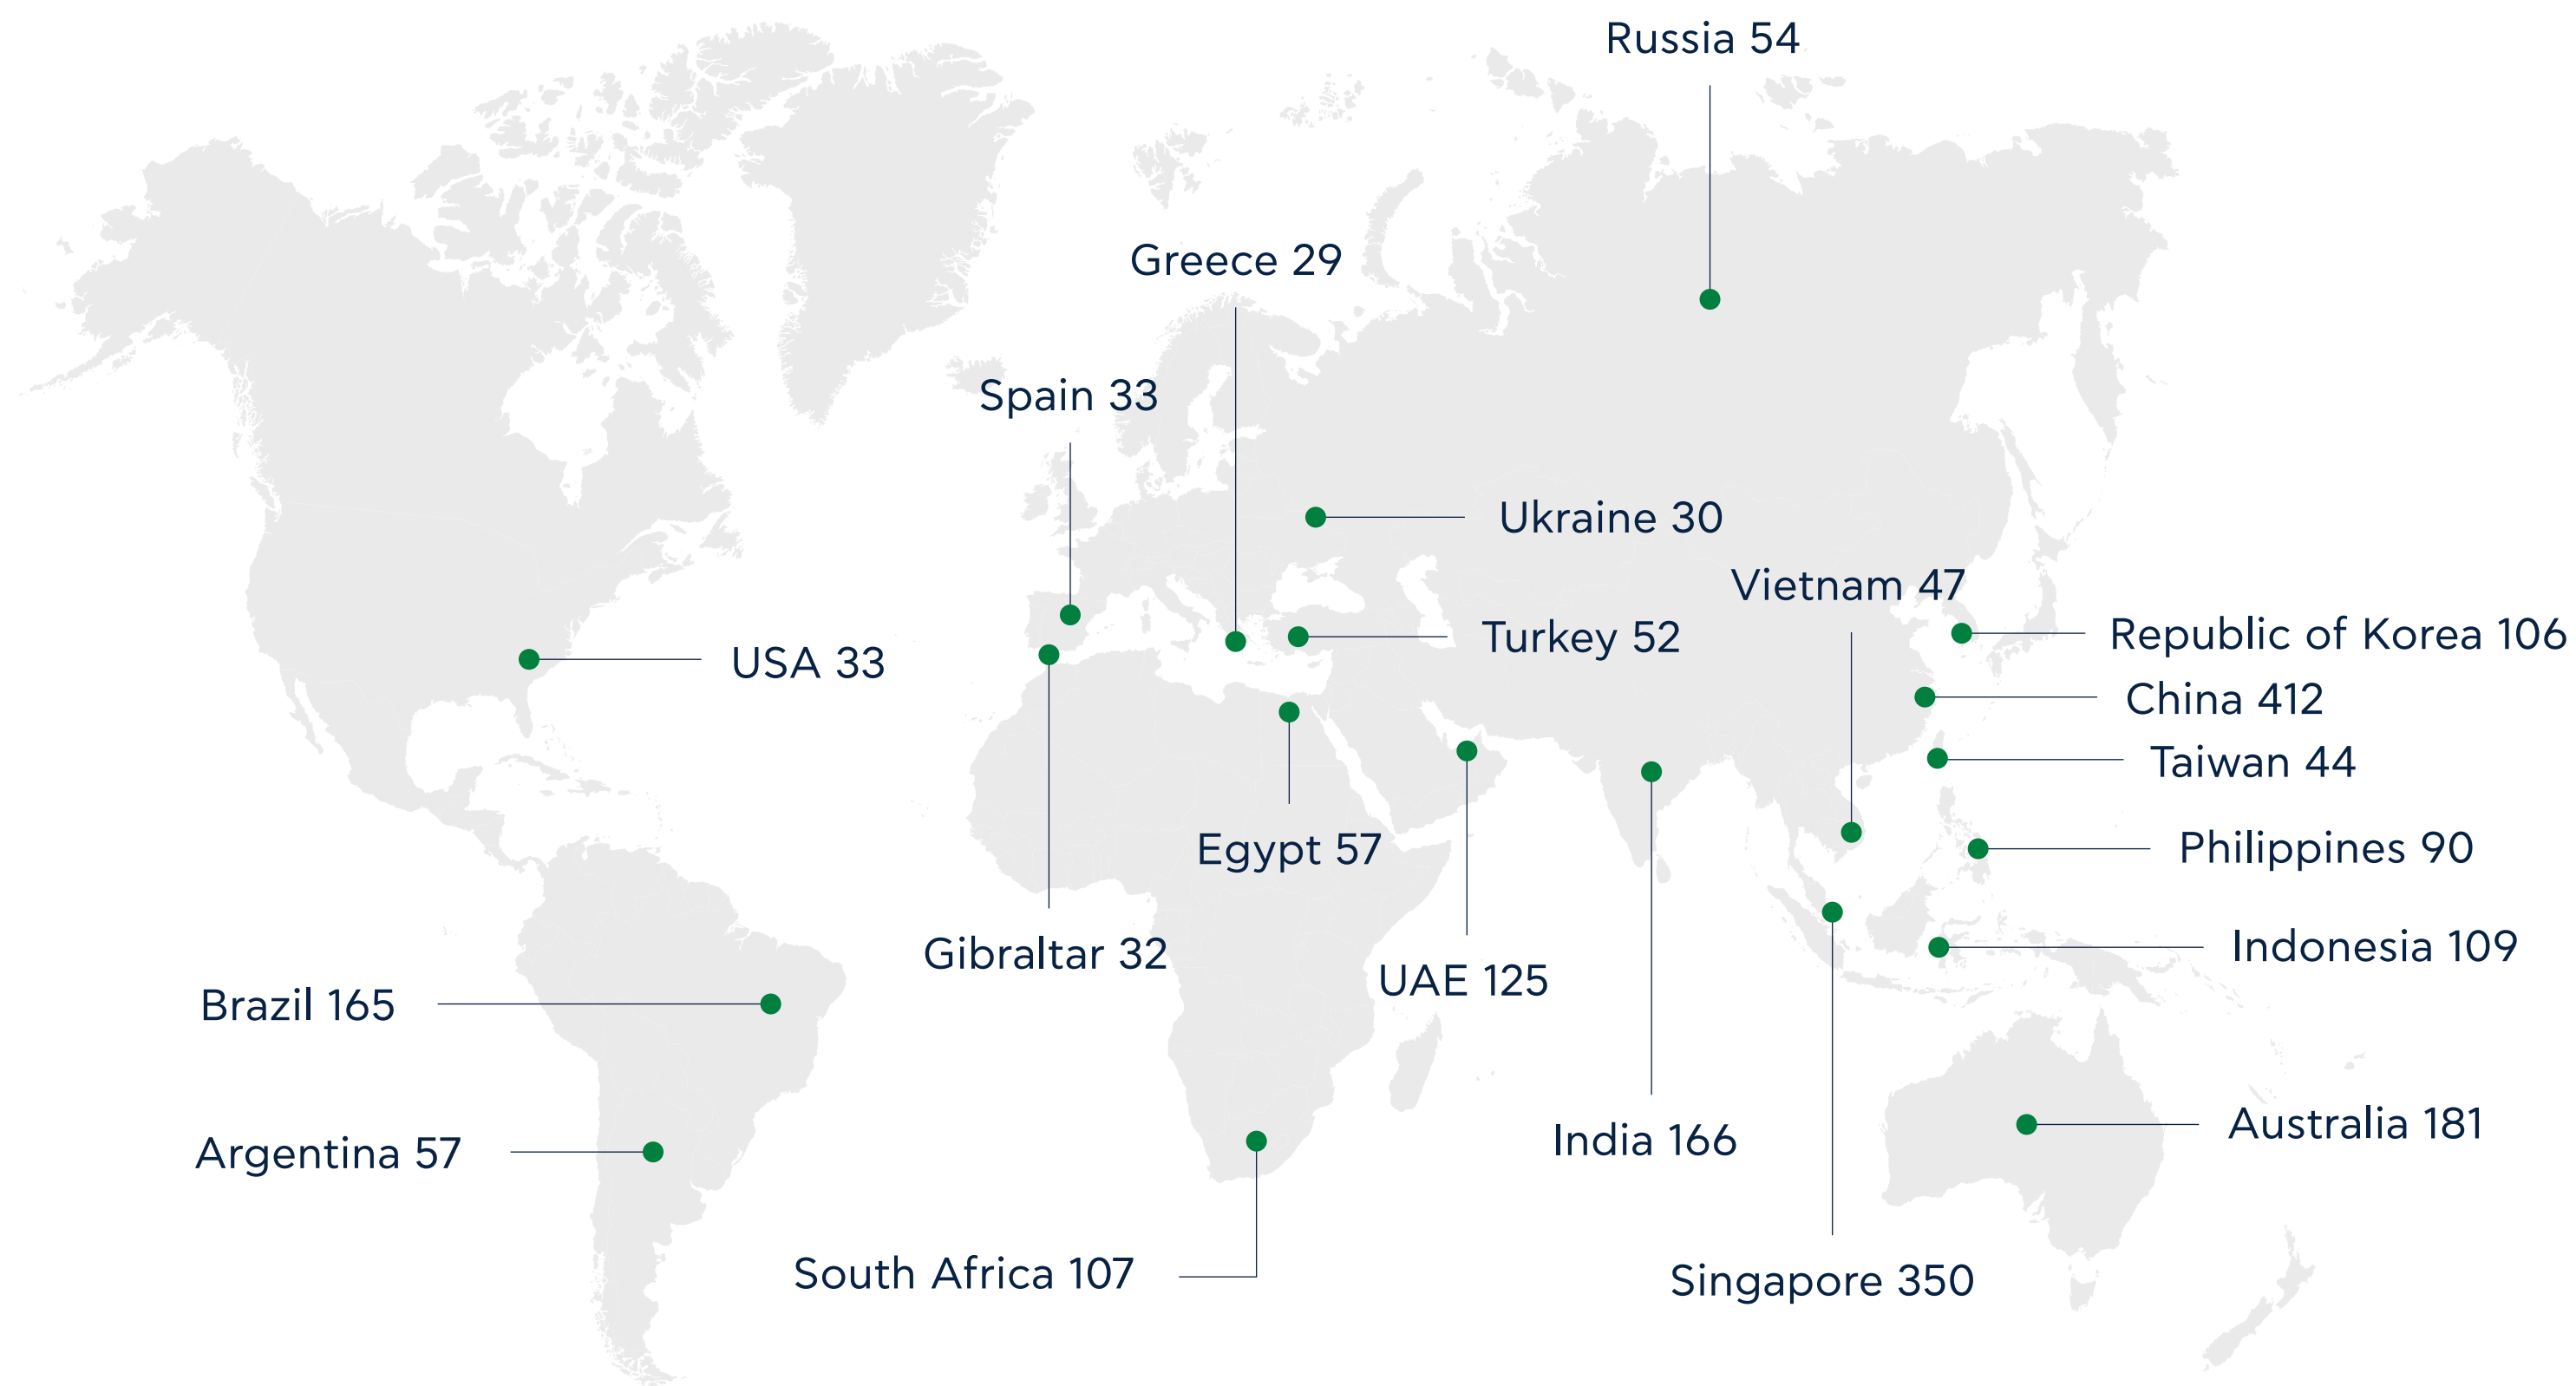 Russia 54
Greece 29
Spain 33
Ukraine 30
Vietnam 47
Turkey 52
Republic of Korea 106
USA 33
China 412
Taiwan 44
Egypt 57
Philippines 90
Gibraltar 32
Indonesia 109
UAE 125
Brazil 165
Australia 181
India 166
Argentina 57
South Africa 107
Singapore 350